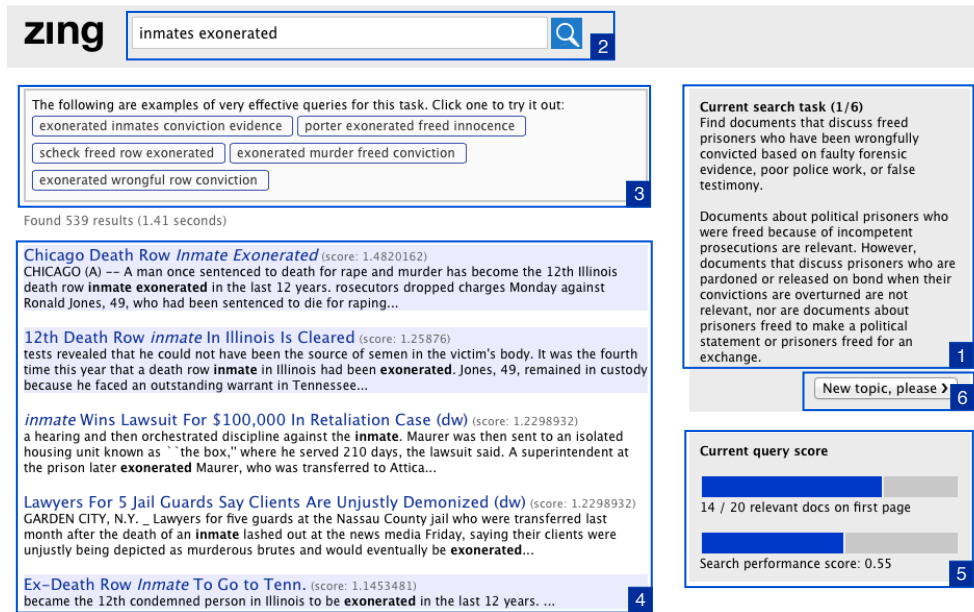 zıng
inmates exonerated
2
The following are examples of very effective queries for this task. Click one to try it out:
exonerated inmates conviction evidence
porter exonerated freed innocence
scheck freed row exonerated
exonerated murder freed conviction
exonerated wrongful row conviction
3
Found 539 results (1.41 seconds)
Chicago Death Row Inmate Exonerated (score: 1.4820162)
CHICAGO (A) -- A man once sentenced to death for rape and murder has become the 12th Illinois
death row inmate exonerated in the last 12 years. rosecutors dropped charges Monday against
Ronald Jones, 49, who had been sentenced to die for raping...
12th Death Row inmate In Illinois Is Cleared (score: 1.25876)
tests revealed that he could not have been the source of semen in the victim's body. It was the fourth
time this year that a death row inmate in Illinois had been exonerated. Jones, 49, remained in custody
because he faced an outstanding warrant in Tennessee...
inmate Wins Lawsuit For $100,000 In Retaliation Case (dw) (score: 1.2298932)
a hearing and then orchestrated discipline against the inmate. Maurer was then sent to an isolated
housing unit known as ``the box,'' where he served 210 days, the lawsuit said. A superintendent at
the prison later exonerated Maurer, who was transferred to Attica...
Lawyers For 5 Jail Guards Say Clients Are Unjustly Demonized (dw) (score: 1.2298932)
GARDEN CITY, N.Y. _ Lawyers for five guards at the Nassau County jail who were transferred last
month after the death of an inmate lashed out at the news media Friday, saying their clients were
unjustly being depicted as murderous brutes and would eventually be exonerated...
Ex-Death Row Inmate To Go to Tenn. (score: 1.1453481)
became the 12th condemned person in Illinois to be exonerated in the last 12 years. ...
4
Current search task (1/6)
Find documents that discuss freed
prisoners who have been wrongfully
convicted based on faulty forensic
evidence, poor police work, or false
testimony.
Documents about political prisoners who
were freed because of incompetent
prosecutions are relevant. However,
documents that discuss prisoners who are
pardoned or released on bond when their
convictions are overturned are not
relevant, nor are documents about
prisoners freed to make a political
statement or prisoners freed for an
exchange.
1
New topic, please ❯
6
Current query score
14 / 20 relevant docs on first page
Search performance score: 0.55
5